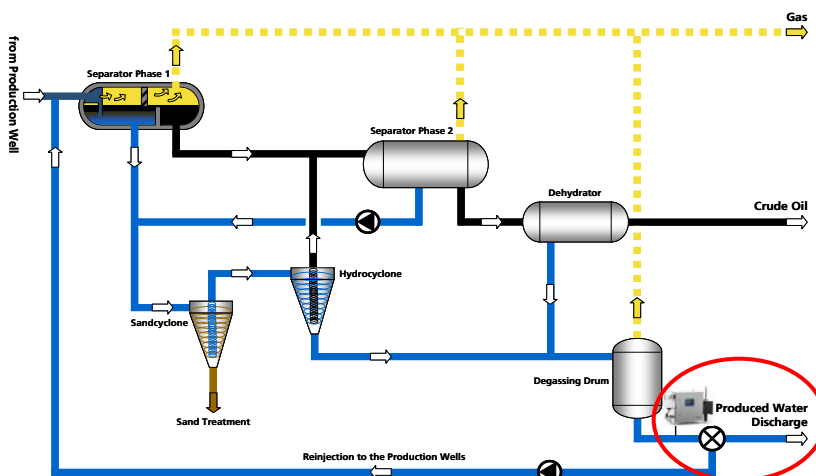 Gas
from Production Well
Separator Phase 1
Separator Phase 2
Dehydrator
Crude Oil
Hydrocyclone
Sandcyclone
Degassing Drum
Produced Water
Discharge
Sand Treatment
Reinjection to the Production Wells